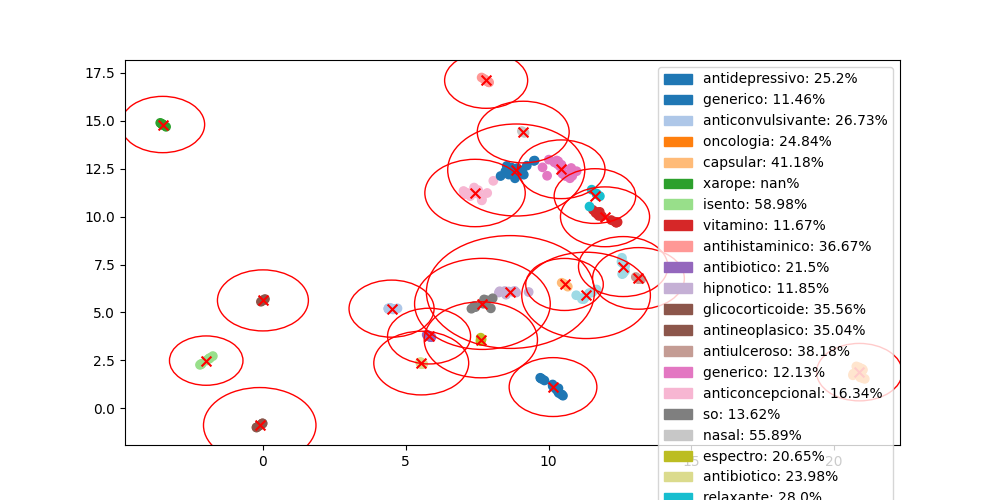 17.5
15.0
12.5
10.0
7.5
5.0
2.5
0.0
0 5 10 15 20
antidepressivo: 25.2%
generico: 11.46%
anticonvulsivante: 26.73%
oncologia: 24.84%
capsular: 41.18%
xarope: nan%
isento: 58.98%
vitamino: 11.67%
antihistaminico: 36.67%
antibiotico: 21.5%
hipnotico: 11.85%
glicocorticoide: 35.56%
antineoplasico: 35.04%
antiulceroso: 38.18%
generico: 12.13%
anticoncepcional: 16.34%
so: 13.62%
nasal: 55.89%
espectro: 20.65%
antibiotico: 23.98%
relaxante: 28.0%